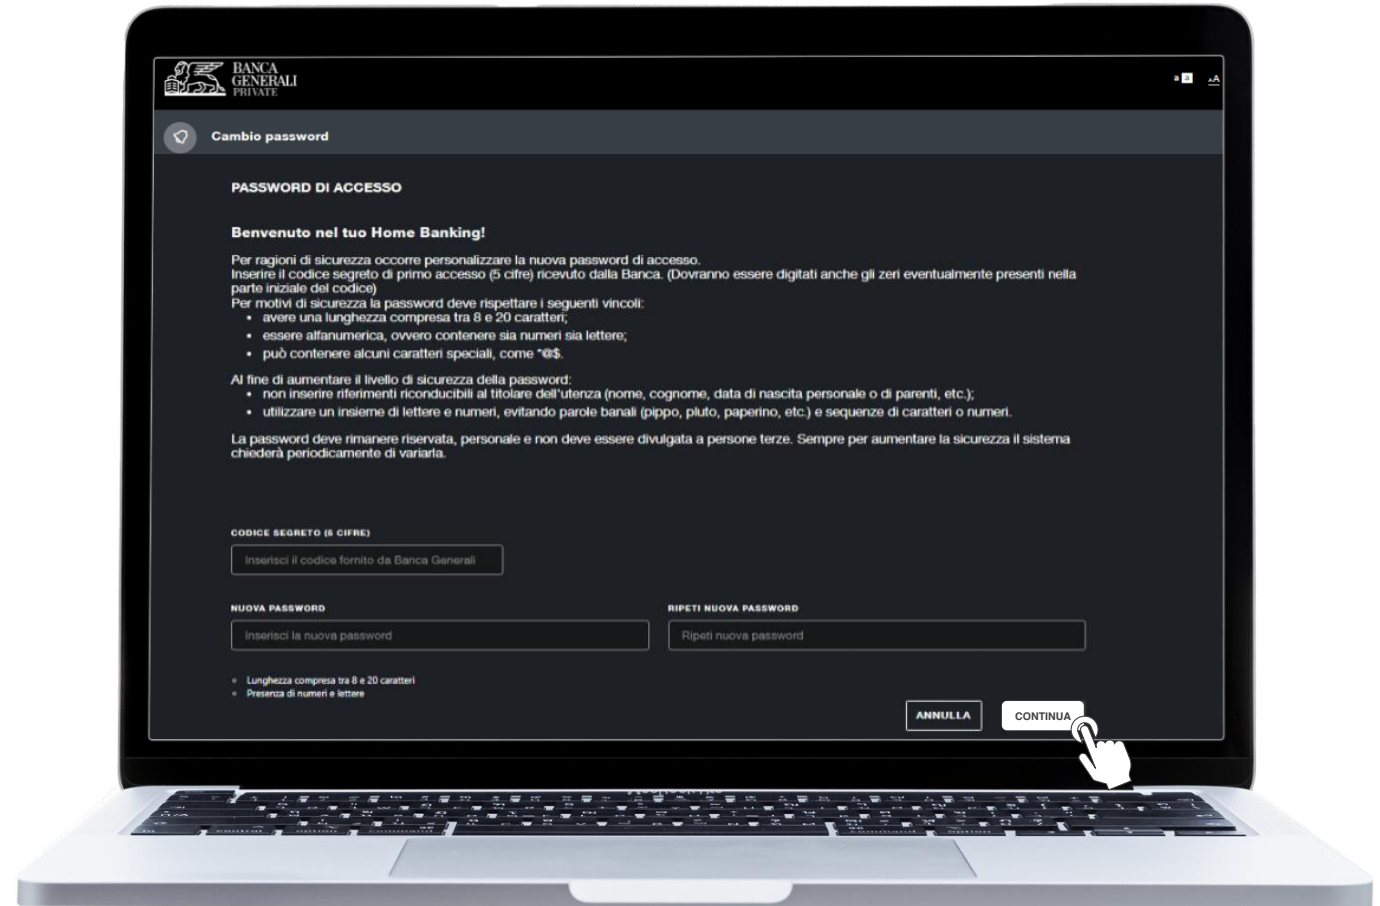 BANCA
GENERALI
PRIVATE
a a AA
Cambio password
PASSWORD DI ACCESSO
Benvenuto nel tuo Home Banking!
Per ragioni di sicurezza occorre personalizzare la nuova password di accesso.
Inserire il codice segreto di primo accesso (5 cifre) ricevuto dalla Banca. (Dovranno essere digitati anche gli zeri eventualmente presenti nella
parte iniziale del codice)
Per motivi di sicurezza la password deve rispettare i seguenti vincoli:
• avere una lunghezza compresa tra 8 e 20 caratteri;
• essere alfanumerica, ovvero contenere sia numeri sia lettere;
• può contenere alcuni caratteri speciali, come *@$.
Al fine di aumentare il livello di sicurezza della password:
• non inserire riferimenti riconducibili al titolare dell'utenza (nome, cognome, data di nascita personale o di parenti, etc.);
• utilizzare un insieme di lettere e numeri, evitando parole banali (pippo, pluto, paperino, etc.) e sequenze di caratteri o numeri.
La password deve rimanere riservata, personale e non deve essere divulgata a persone terze. Sempre per aumentare la sicurezza il sistema
chiederà periodicamente di variarla.
CODICE SEGRETO (5 CIFRE)
Inserisci il codice fornito da Banca Generali
NUOVA PASSWORD RIPETI NUOVA PASSWORD
Inserisci la nuova password Ripeti nuova password
• Lunghezza compresa tra 8 e 20 caratteri
• Presenza di numeri e lettere
ANNULLA CONTINUA
control option command command option